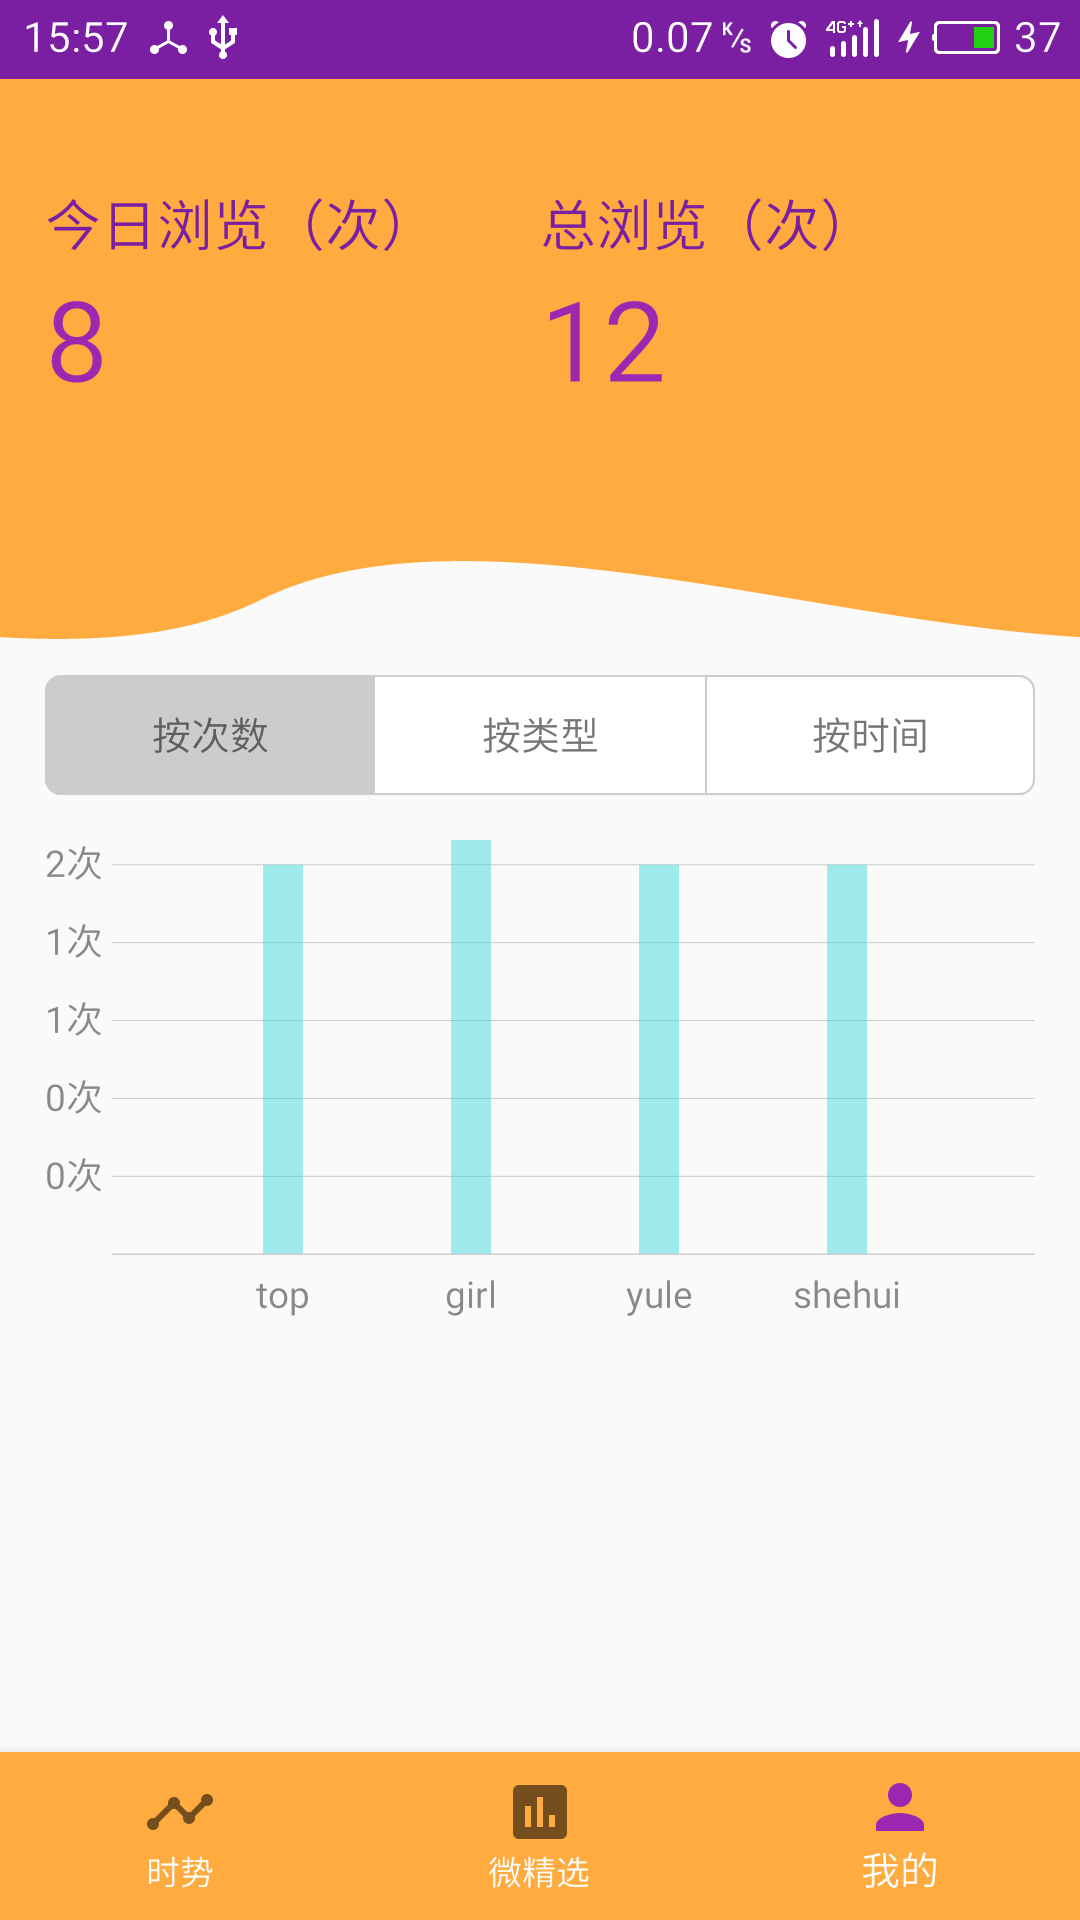 15:57 0.07 K/s 4G+ 37
今日浏览（次） 总浏览（次）
8 12
按次数 按类型 按时间
2次
1次
1次
0次
0次
top girl yule shehui
时势 微精选 我的